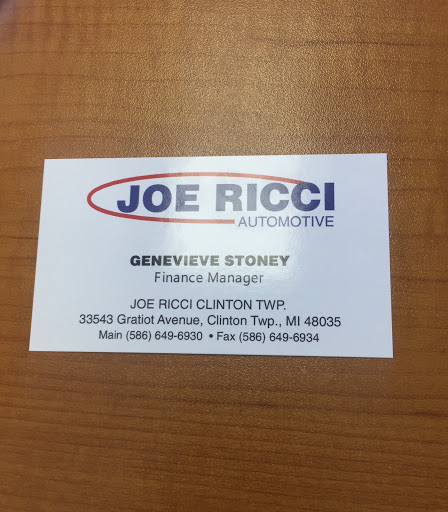 JOE RICCI
AUTOMOTIVE
GENEVIEVE STONEY
Finance Manager
JOE RICCI CLINTON TWP.
33543 Gratiot Avenue, Clinton Twp., MI 48035
Main (586) 649-6930 • Fax (586) 649-6934